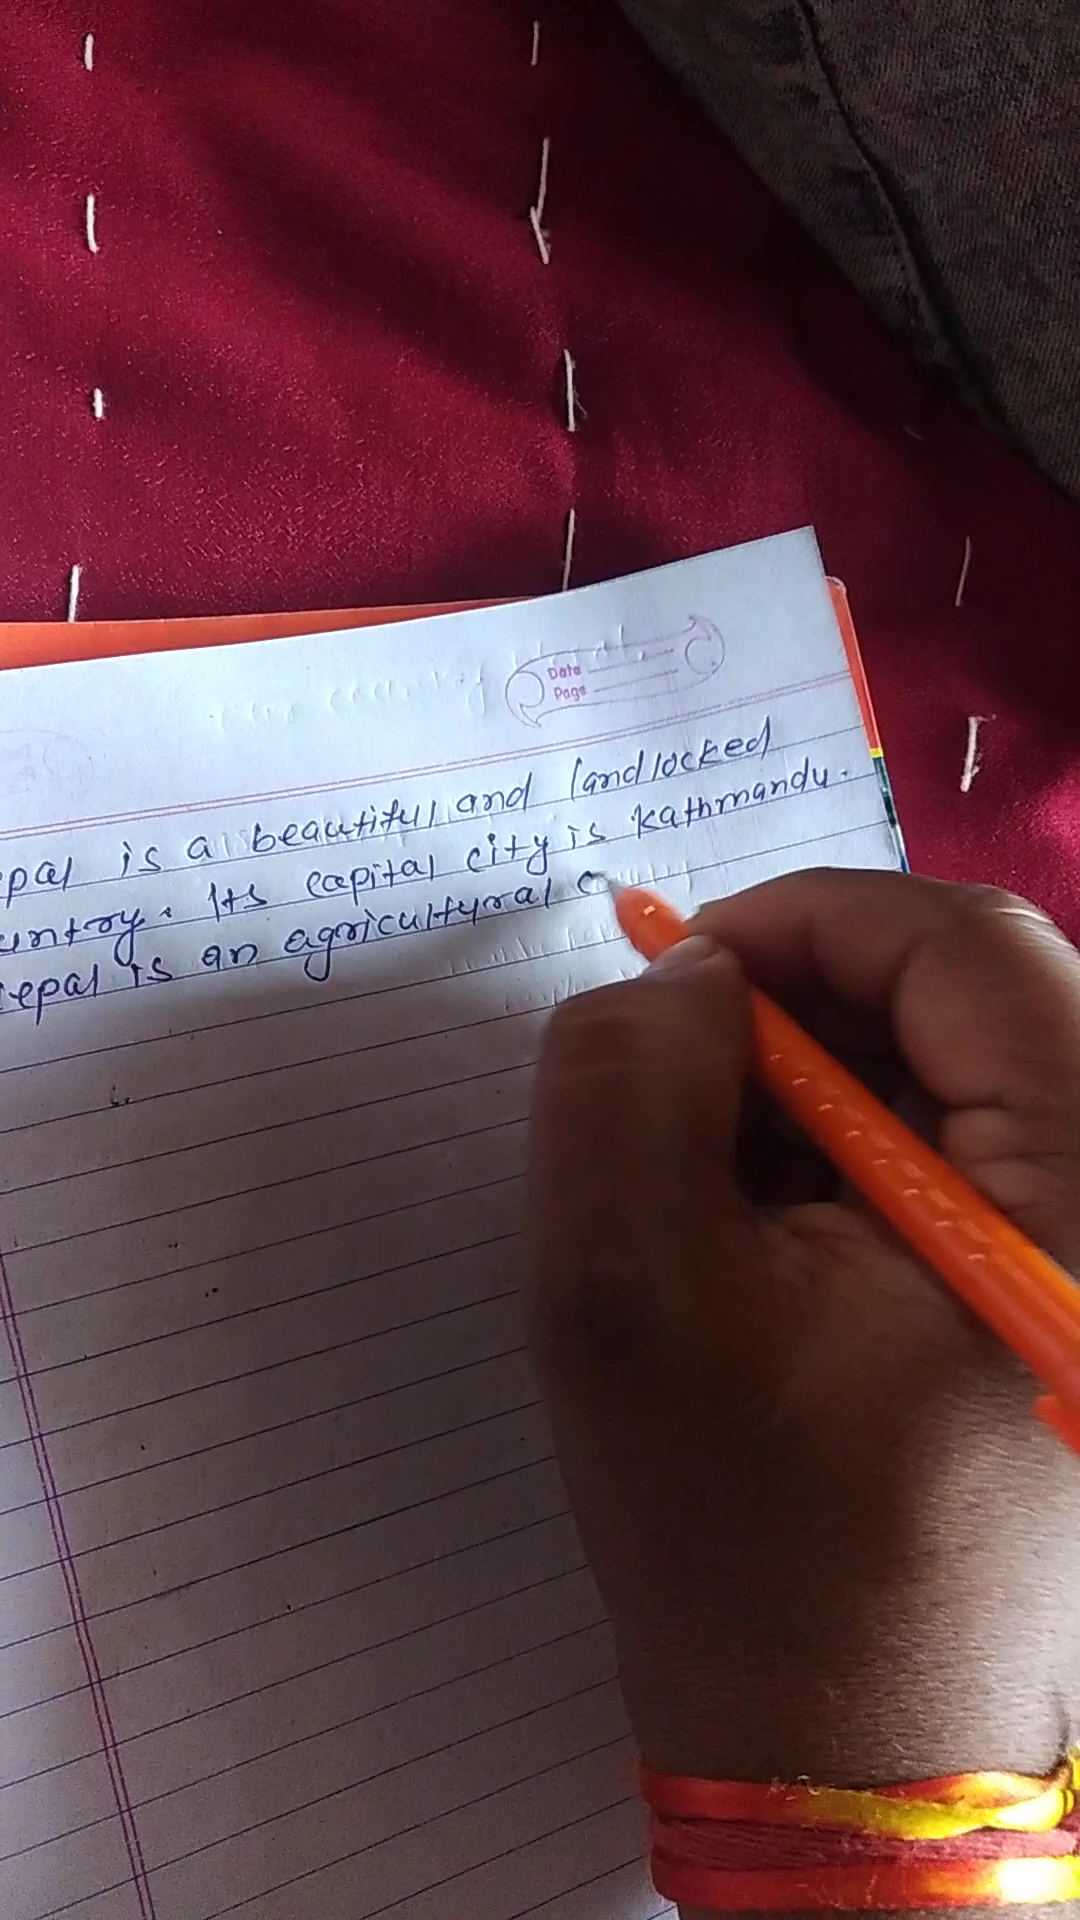 Date
Page
pal is a beautiful and landlocked
untry. Its capital city is kathmandu.
epal is an agricultural c